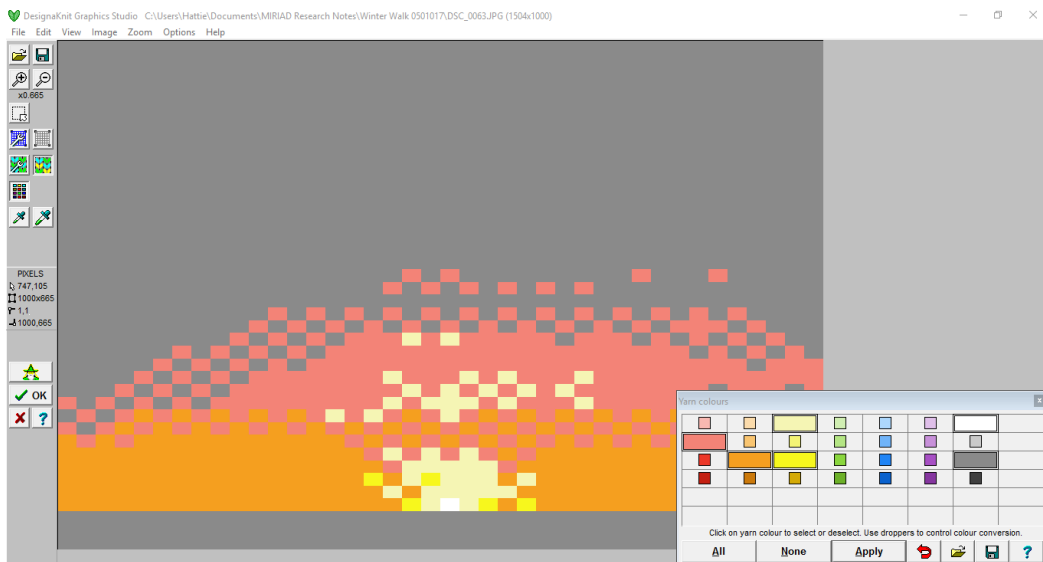 DesignaKnit Graphics Studio C:\Users\Hattie\Documents\MIRIAD Research Notes\Winter Walk 0501017\DSC_0063.JPG (1504x1000)
File Edit View Image Zoom Options Help
x0.665
PIXELS
747,105
1000x665
1,1
1000,665
OK
?
Yarn colours
x
Click on yarn colour to select or deselect. Use droppers to control colour conversion.
All None Apply ?